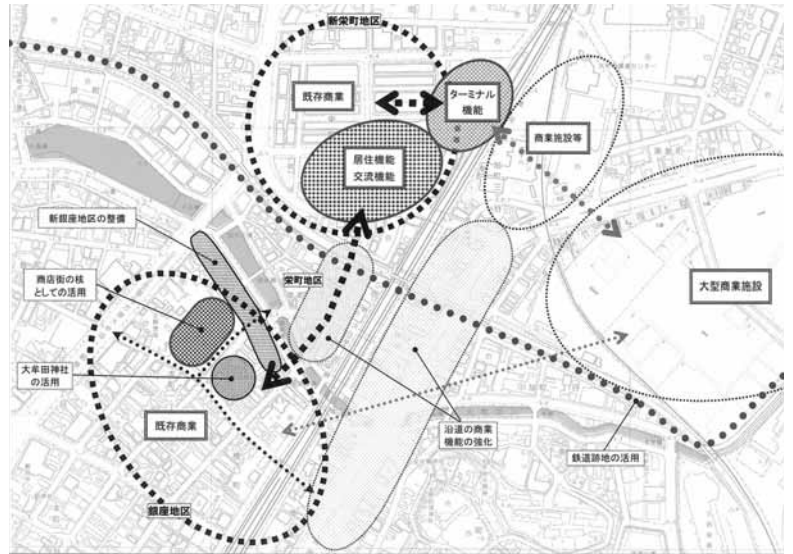 新栄町地区
既存商業
ターミナル
機能
商業施設等
居住機能
交流機能
新銀座地区の整備
栄町地区
大型商業施設
商店街の核
としての活用
大牟田神社
の活用
既存商業
沿道の商業
機能の強化
鉄道跡地の活用
銀座地区